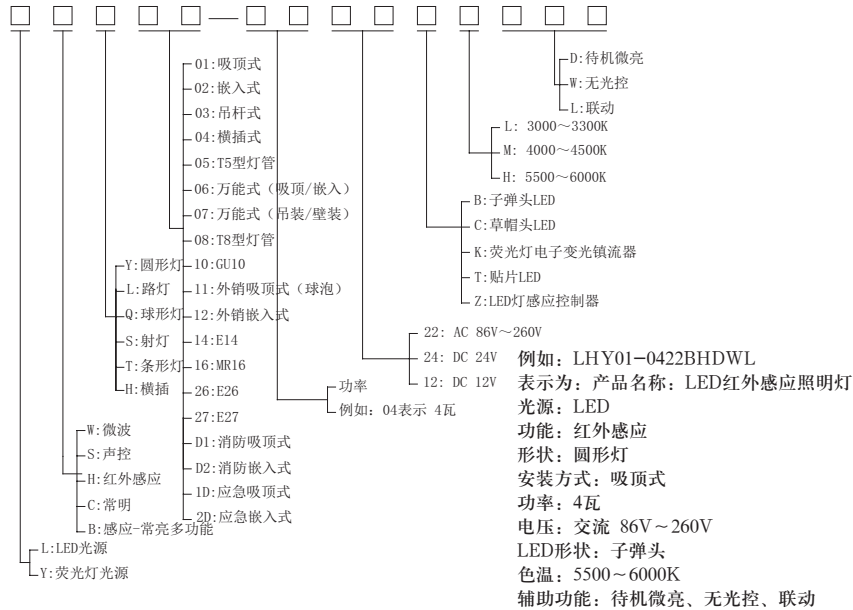 D:待机微亮
W:无光控
L:联动
L: 3000～3300K
M: 4000～4500K
H: 5500～6000K
B:子弹头LED
C:草帽头LED
K:荧光灯电子变光镇流器
T:贴片LED
Z:LED灯感应控制器
22: AC 86V～260V
24: DC 24V
12: DC 12V
功率
例如: 04表示 4瓦
01:吸顶式
02:嵌入式
03:吊杆式
04:横插式
05:T5型灯管
06:万能式（吸顶/嵌入）
07:万能式（吊装/壁装）
08:T8型灯管
10:GU10
11:外销吸顶式（球泡）
12:外销嵌入式
14:E14
16:MR16
26:E26
27:E27
D1:消防吸顶式
D2:消防嵌入式
1D:应急吸顶式
2D:应急嵌入式
Y:圆形灯
L:路灯
Q:球形灯
S:射灯
T:条形灯
H:横插
W:微波
S:声控
H:红外感应
C:常明
B:感应-常亮多功能
L:LED光源
Y:荧光灯光源
例如: LHY01-0422BHDWL
表示为: 产品名称: LED红外感应照明灯
光源: LED
功能: 红外感应
形状: 圆形灯
安装方式: 吸顶式
功率: 4瓦
电压: 交流 86V～260V
LED形状: 子弹头
色温: 5500～6000K
辅助功能: 待机微亮、无光控、联动